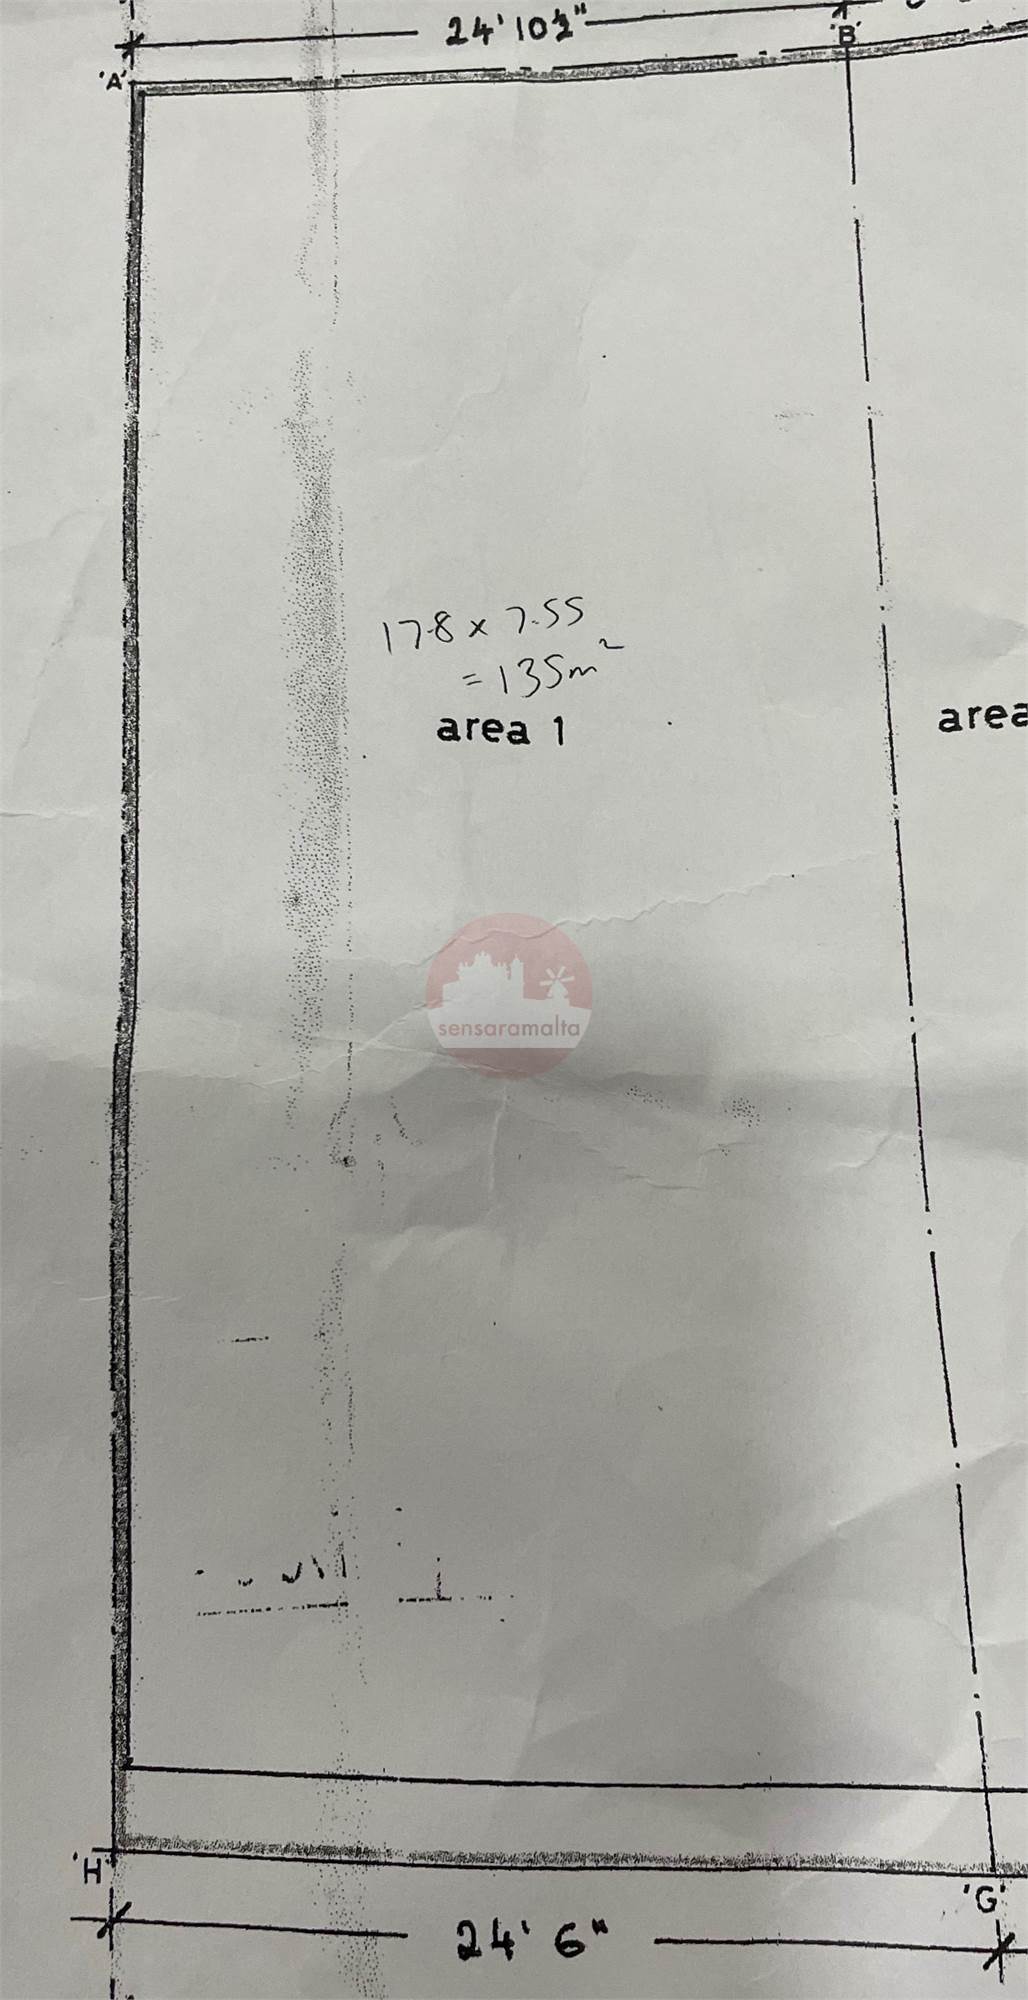 24' 10½"
'B'
'A'
17.8 x 7.55
= 135m²
area 1
area
sensaramalta
'H'
'G'
24' 6"